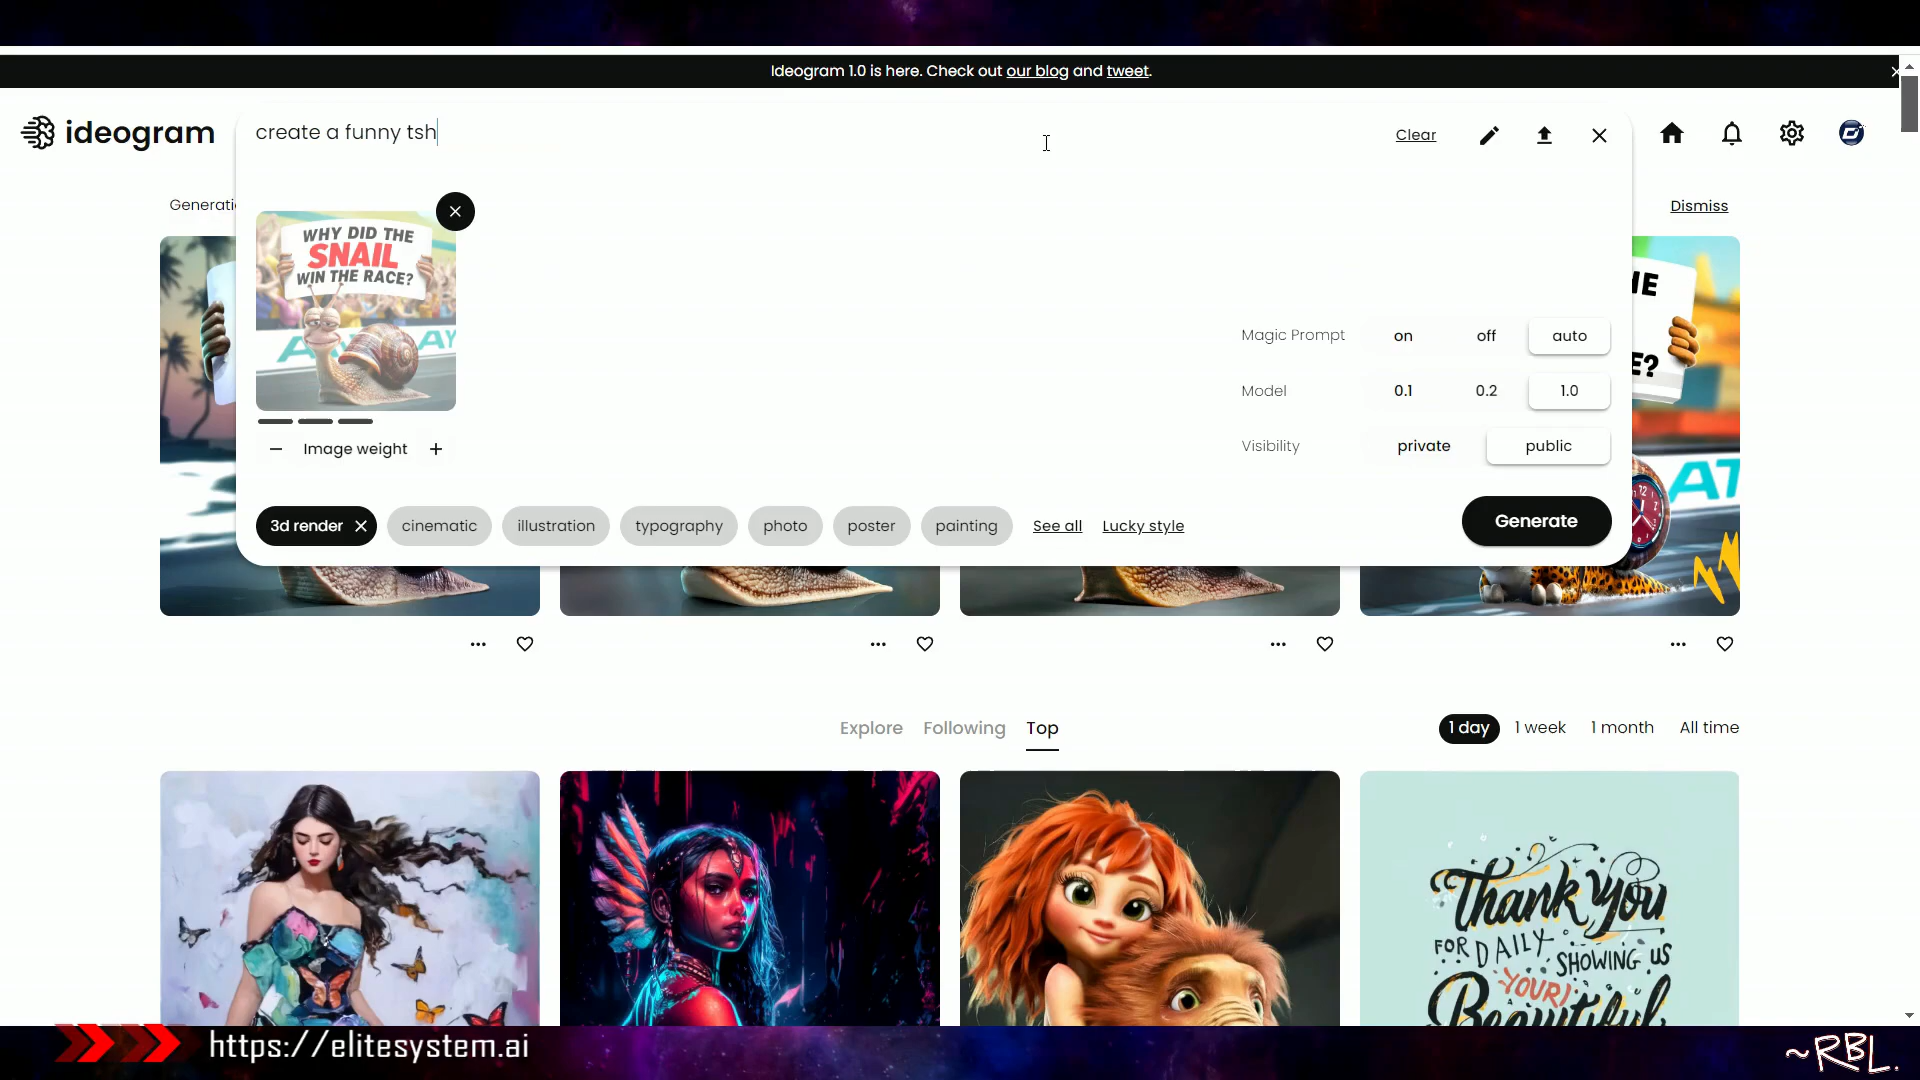 Ideogram 1.0 is here. Check out our blog and tweet.
ideogram
create a funny tsh
Clear
Dismiss
WHY DID THE
SNAIL
WIN THE RACE?
Magic Prompt
on
off
auto
Model
0.1
0.2
1.0
Visibility
private
public
Image weight
3d render
cinematic
illustration
typography
photo
poster
painting
See all
Lucky style
Generate
Explore
Following
Top
1 day
1 week
1 month
All time
Thank You
FOR DAILY
SHOWING US
YOUR
Beautiful
https://elitesystem.ai
~RBL.